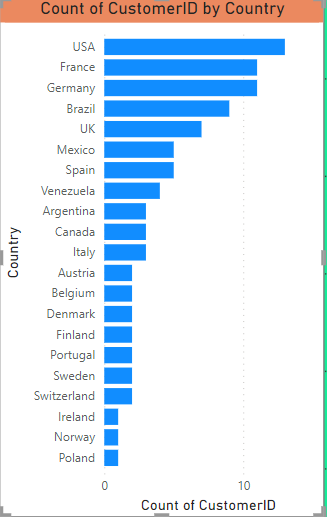 Count of CustomerID by Country
USA
France
Germany
Brazil
UK
Mexico
Spain
Venezuela
Argentina
Canada
Italy
Austria
Belgium
Denmark
Finland
Portugal
Sweden
Switzerland
Ireland
Norway
Poland
Country
0 10
Count of CustomerID